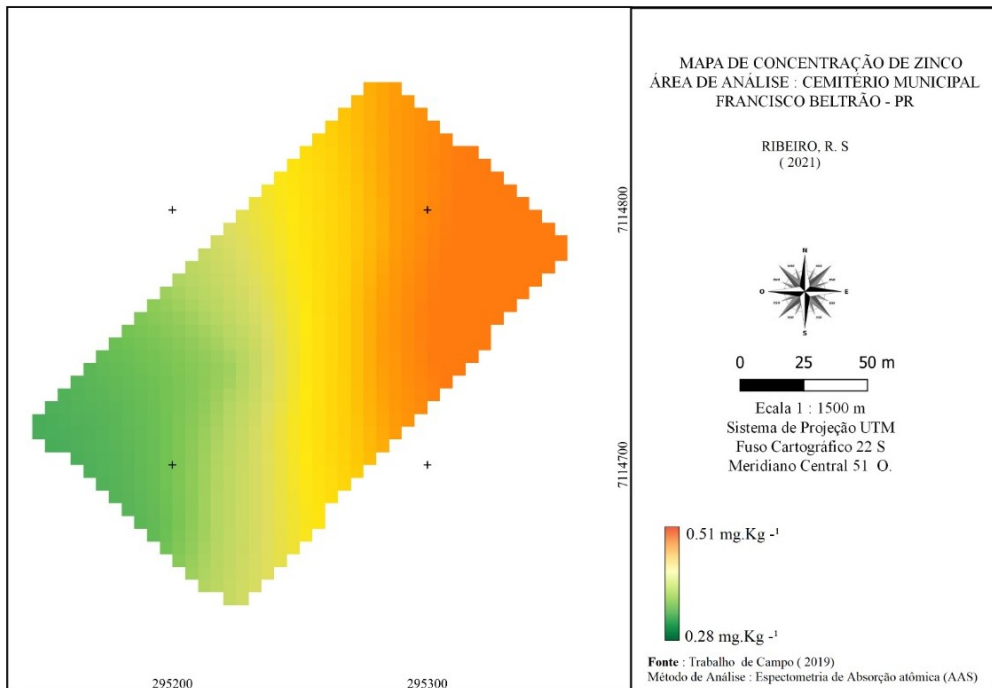 MAPA DE CONCENTRAÇÃO DE ZINCO
ÁREA DE ANÁLISE : CEMITÉRIO MUNICIPAL
FRANCISCO BELTRÃO - PR
RIBEIRO, R. S
( 2021)
7114800
7114700
295200
295300
N
O
E
S
0 25 50 m
Ecala 1 : 1500 m
Sistema de Projeção UTM
Fuso Cartográfico 22 S
Meridiano Central 51 O.
0.51 mg.Kg -¹
0.28 mg.Kg -¹
Fonte : Trabalho de Campo ( 2019)
Método de Análise : Espectometria de Absorção atômica (AAS)